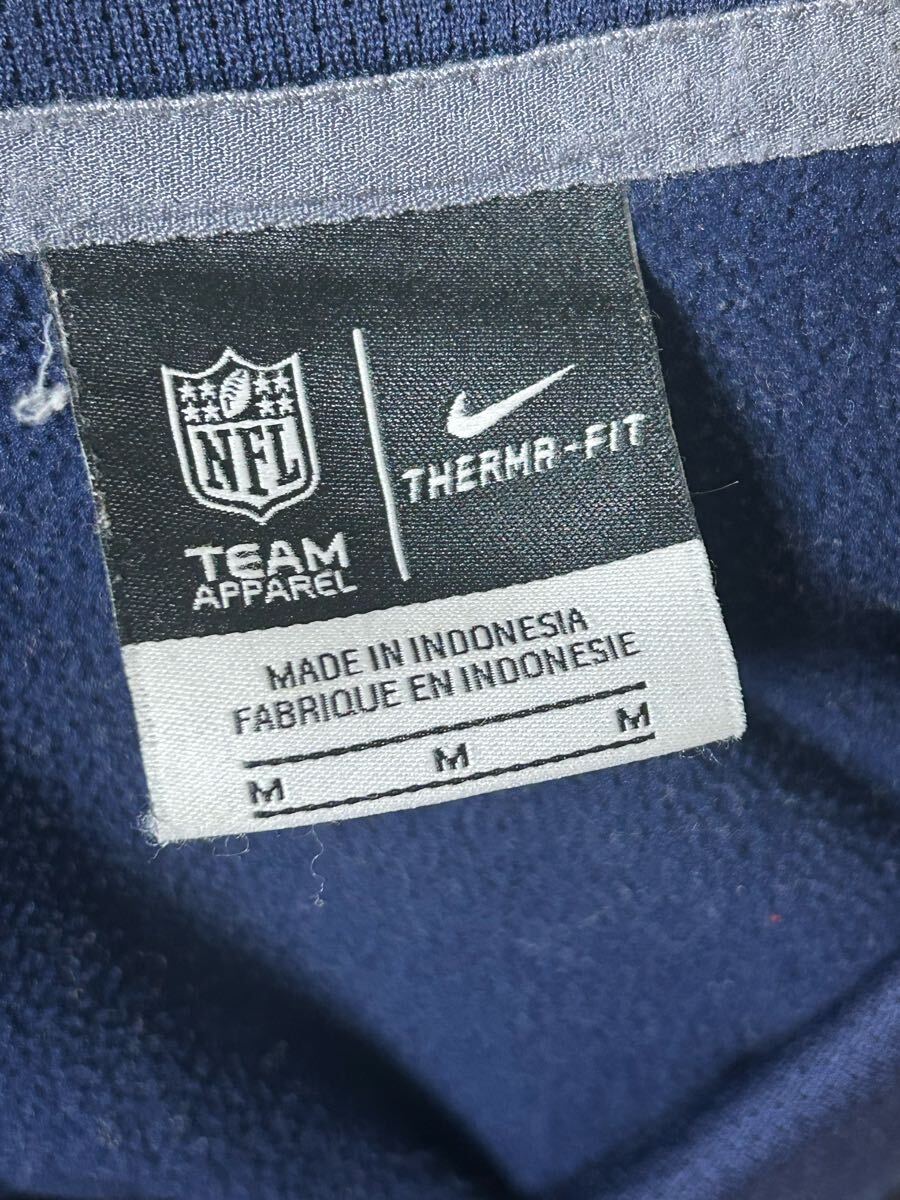 NFL
TEAM
APPAREL
THERMA-FIT
MADE IN INDONESIA
FABRIQUE EN INDONESIE
M M M